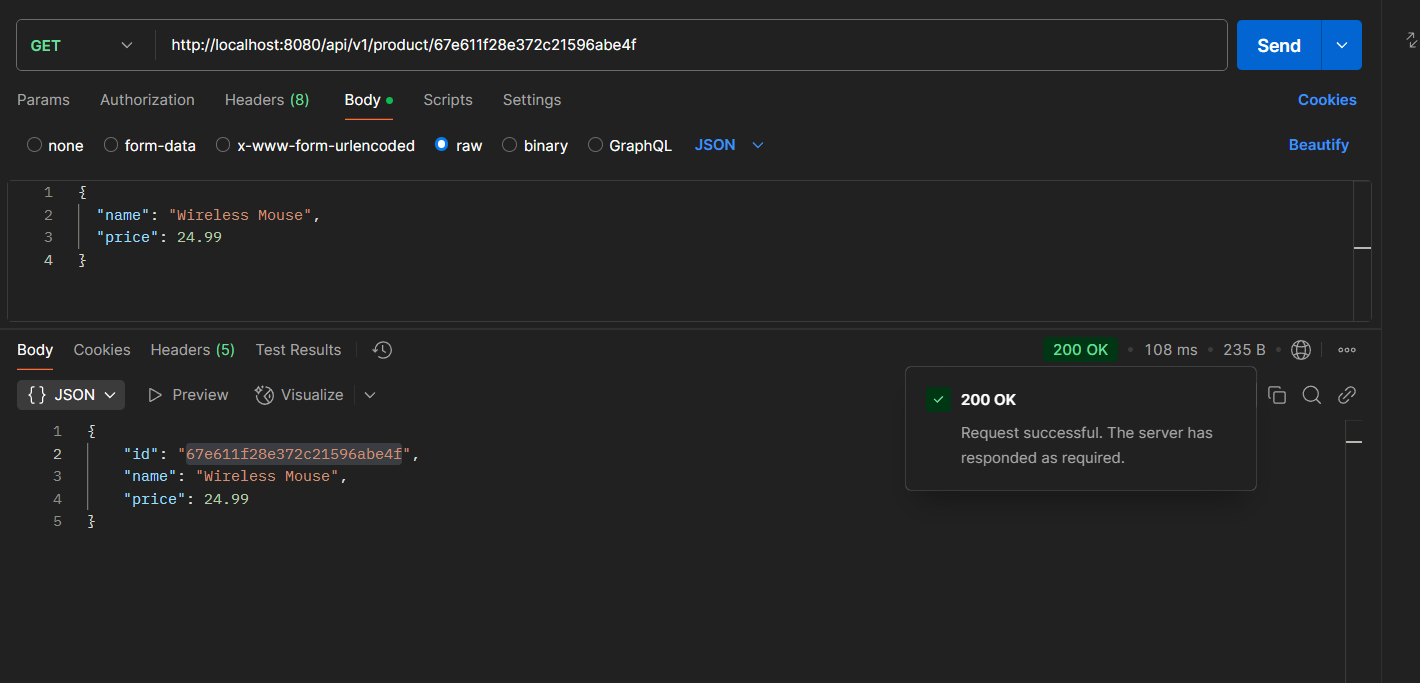 GET http://localhost:8080/api/v1/product/67e611f28e372c21596abe4f Send
Params Authorization Headers (8) Body Scripts Settings Cookies
none form-data x-www-form-urlencoded raw binary GraphQL JSON Beautify
1 {
2 "name": "Wireless Mouse",
3 "price": 24.99
4 }
Body Cookies Headers (5) Test Results 200 OK • 108 ms • 235 B •
{} JSON Preview Visualize
200 OK
Request successful. The server has
responded as required.
1 {
2 "id": "67e611f28e372c21596abe4f",
3 "name": "Wireless Mouse",
4 "price": 24.99
5 }